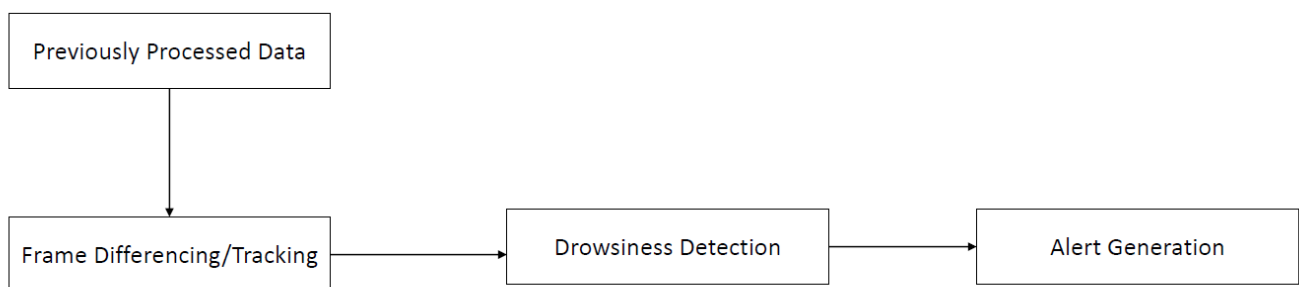 Previously Processed Data
Frame Differencing/Tracking
Drowsiness Detection
Alert Generation